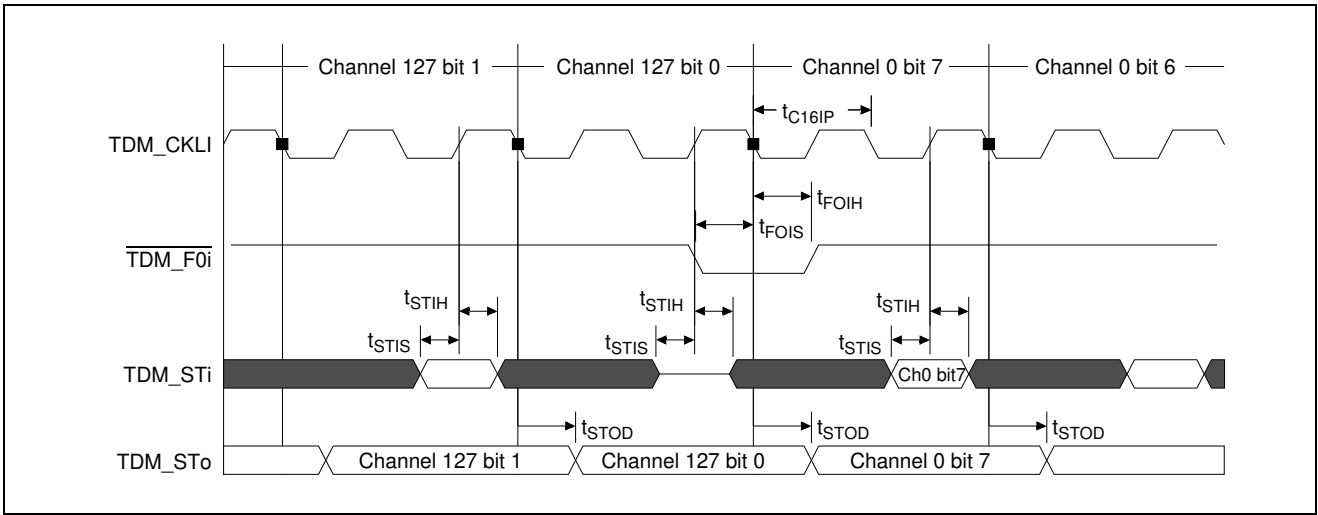 Channel 127 bit 1
Channel 127 bit 0
Channel 0 bit 7
Channel 0 bit 6
tC16IP
TDM_CKLI
tFOIH
tFOIS
TDM_F0i
tSTIH
tSTIH
tSTIH
tSTIS
tSTIS
tSTIS
TDM_STi
Ch0 bit7
tSTOD
tSTOD
tSTOD
TDM_STo
Channel 127 bit 1
Channel 127 bit 0
Channel 0 bit 7